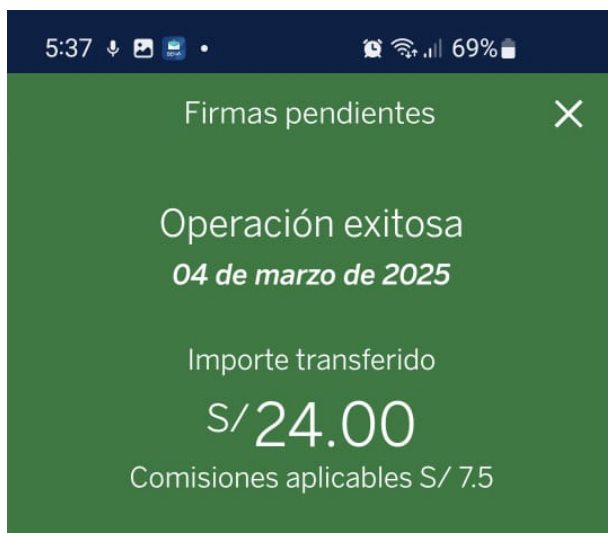 5:37 69%
Firmas pendientes
Operación exitosa
04 de marzo de 2025
Importe transferido
S/24.00
Comisiones aplicables S/ 7.5